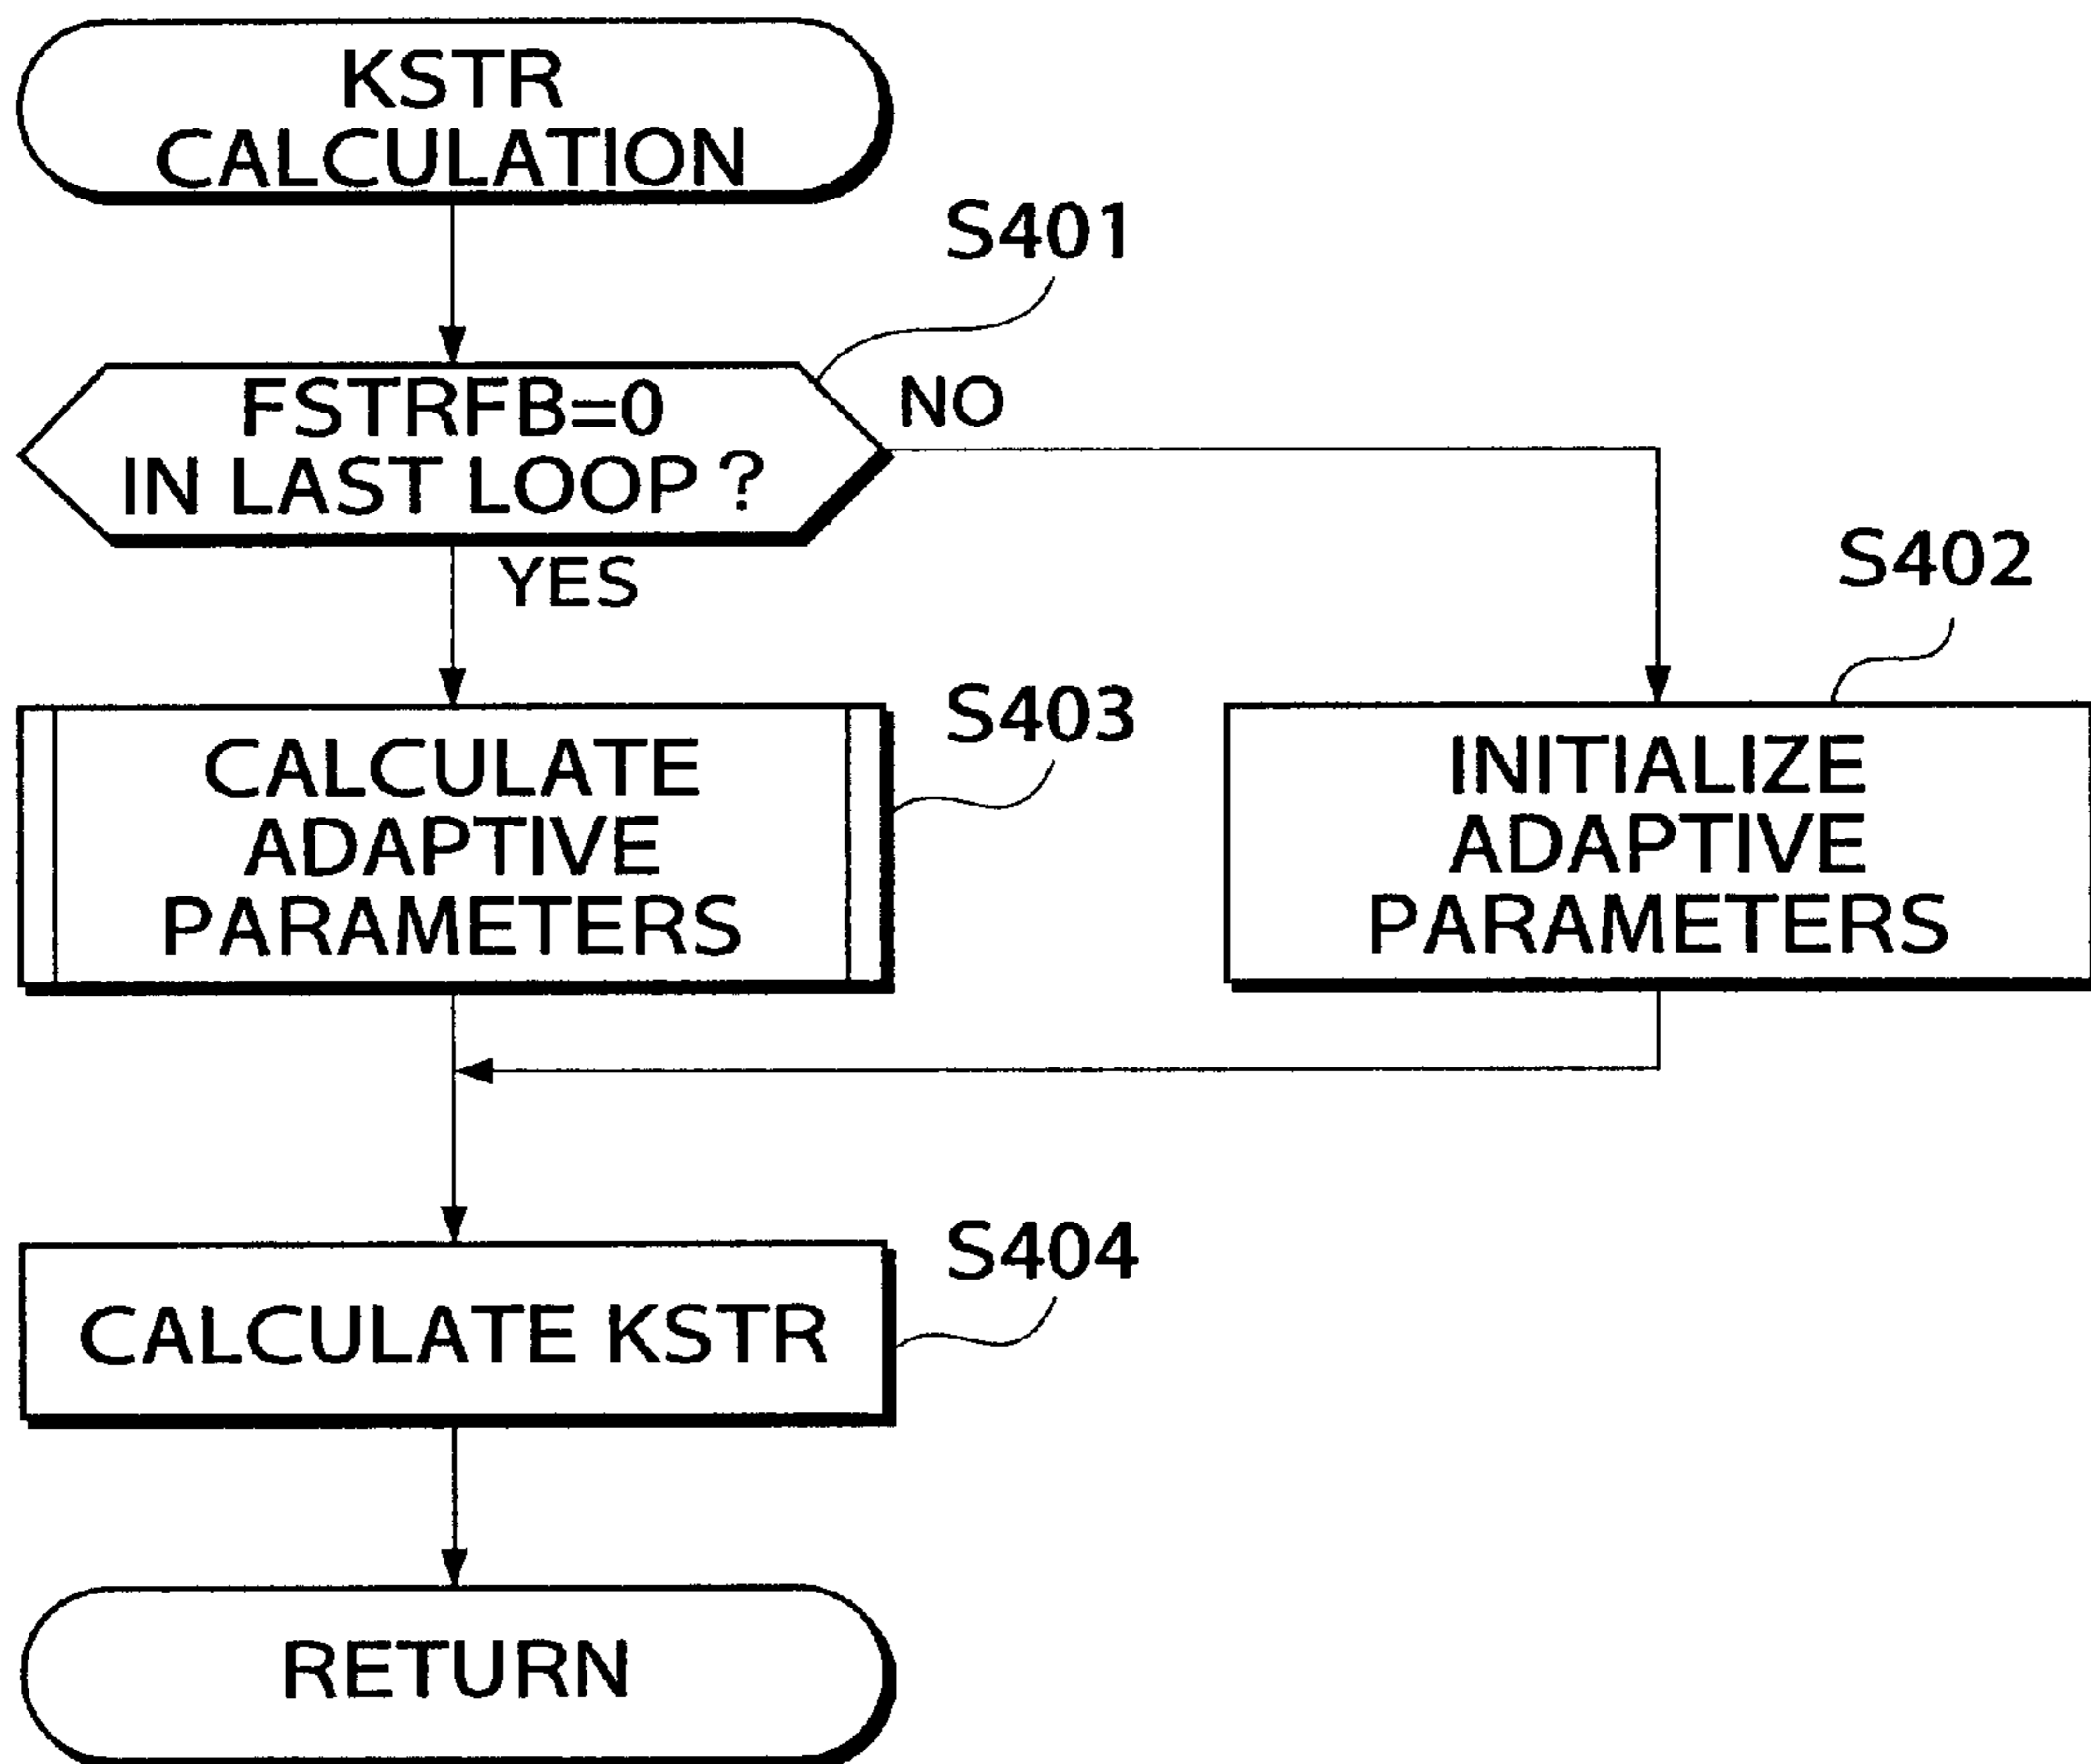 KSTR
CALCULATION
S401
FSTRFB=0
IN LAST LOOP ?
NO
YES
S402
S403
CALCULATE
ADAPTIVE
PARAMETERS
INITIALIZE
ADAPTIVE
PARAMETERS
S404
CALCULATE KSTR
RETURN